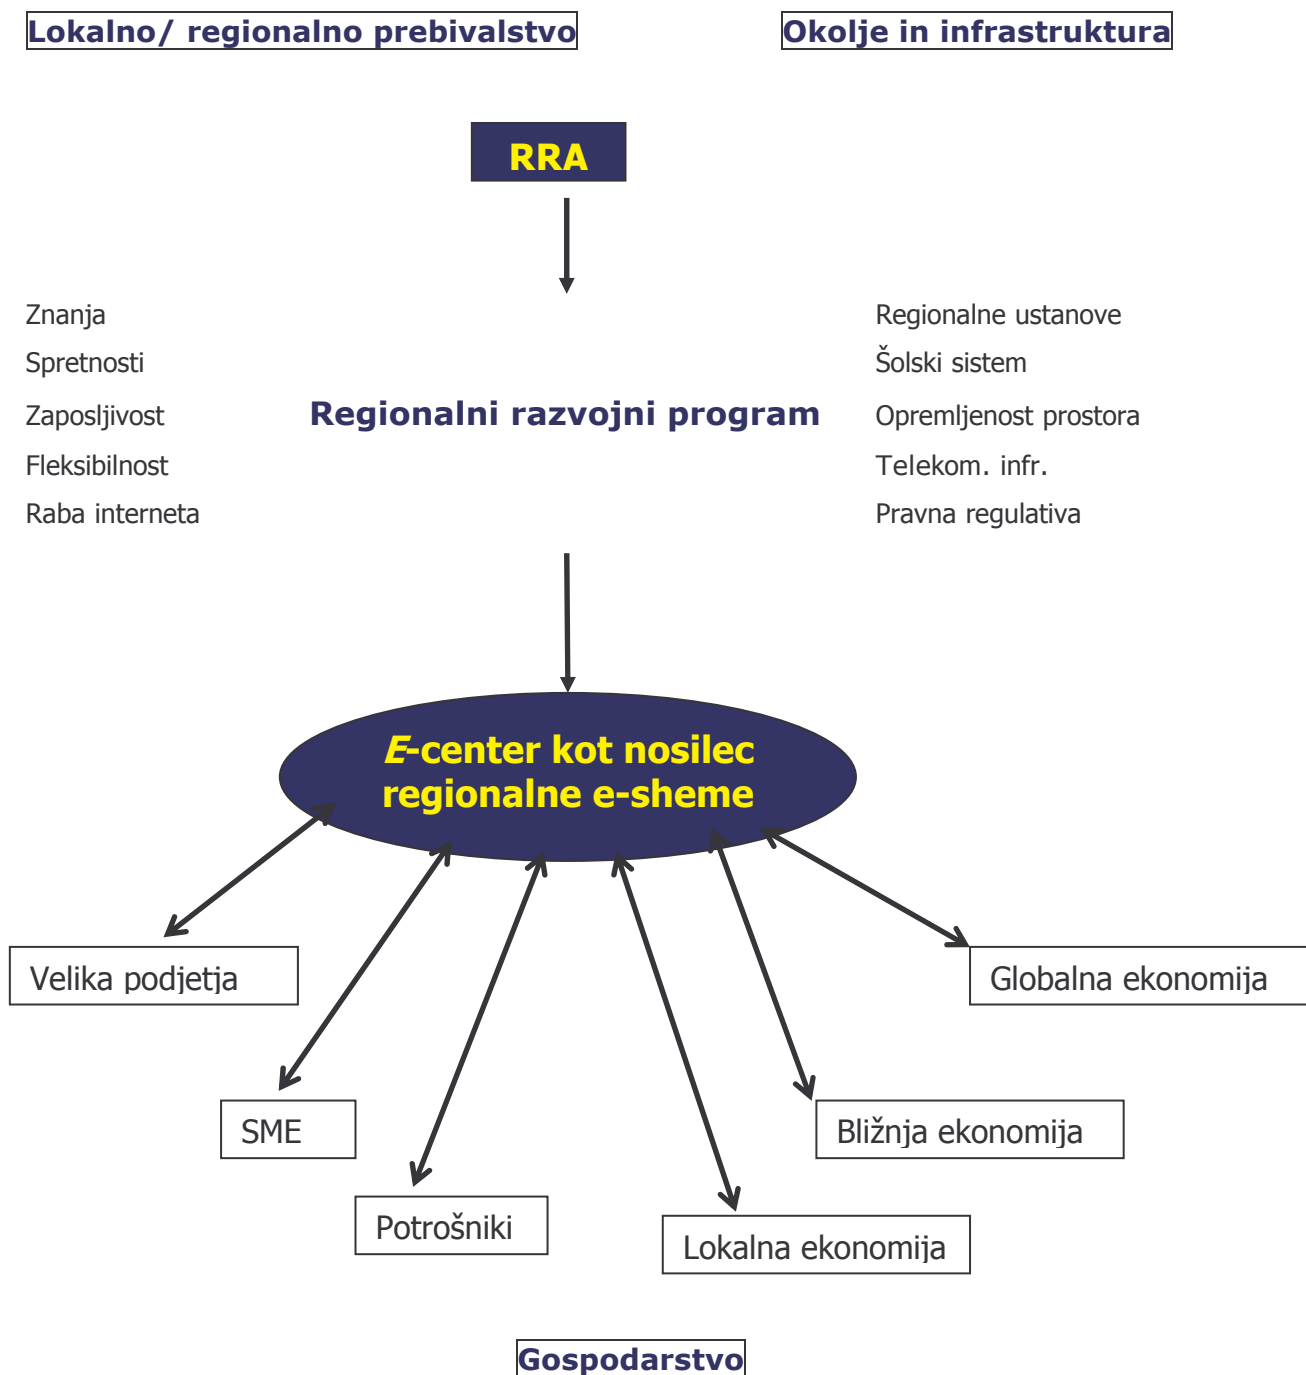 Lokalno/ regionalno prebivalstvo
Okolje in infrastruktura
RRA
Znanja
Spretnosti
Zaposljivost
Fleksibilnost
Raba interneta
Regionalni razvojni program
Regionalne ustanove
Šolski sistem
Opremljenost prostora
Telekom. infr.
Pravna regulativa
E-center kot nosilec
regionalne e-sheme
Velika podjetja
Globalna ekonomija
SME
Bližnja ekonomija
Potrošniki
Lokalna ekonomija
Gospodarstvo